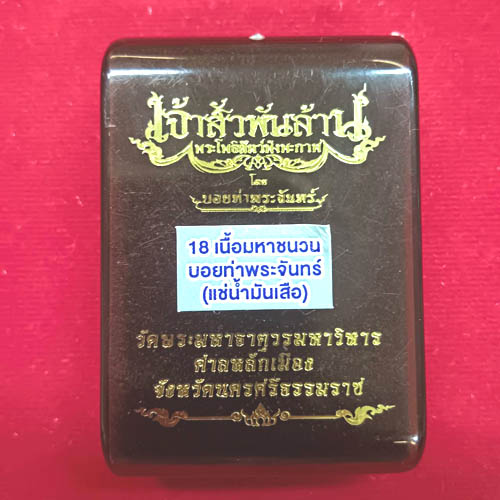 เจ้าสัวพันล้าน
พระโพธิสัตว์พังพะกาฬ
โดย
บอยท่าพระจันทร์
18 เนื้อมหาชนวน
บอยท่าพระจันทร์
(แช่น้ำมันเสือ)
วัดพระมหาธาตุวรมหาวิหาร
ศาลหลักเมือง
จังหวัดนครศรีธรรมราช